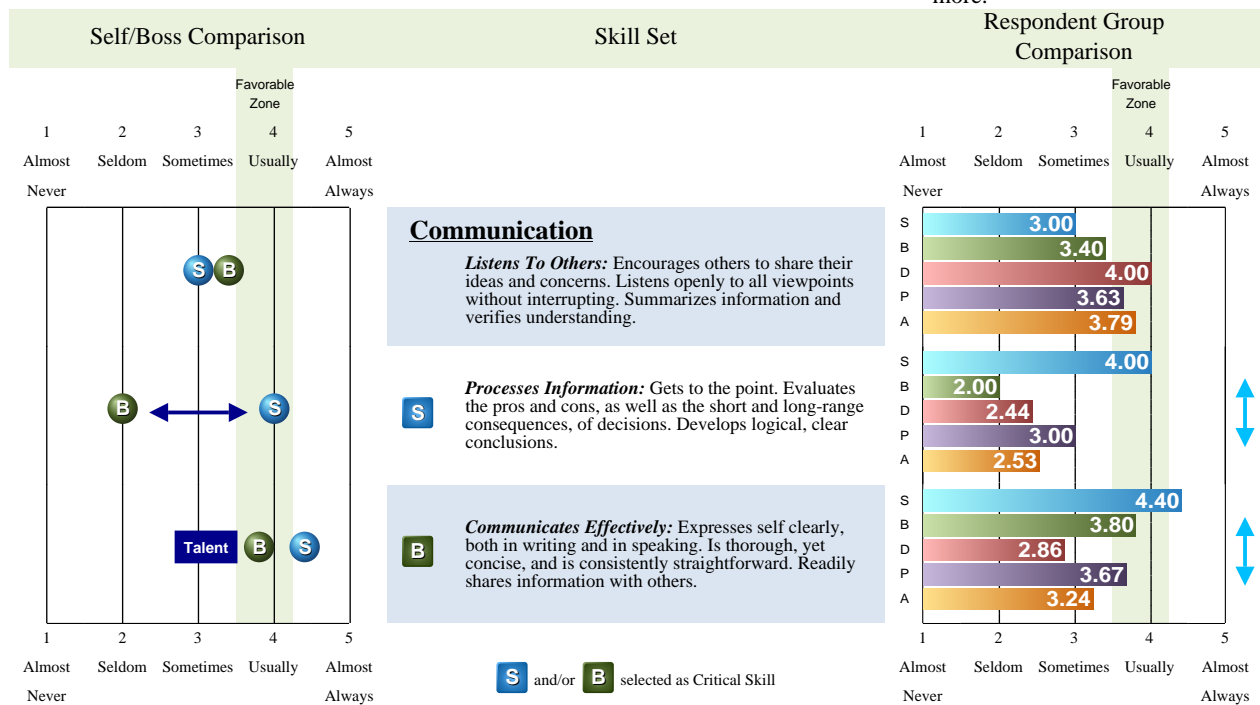 more.
Self/Boss Comparison
Skill Set
Respondent Group
Comparison
Favorable
Zone
1 2 3 4 5
Almost Seldom Sometimes Usually Almost
Never Always
Favorable
Zone
1 2 3 4 5
Almost Seldom Sometimes Usually Almost
Never Always
S B
Communication
Listens To Others: Encourages others to share their
ideas and concerns. Listens openly to all viewpoints
without interrupting. Summarizes information and
verifies understanding.
S 3.00
B 3.40
D 4.00
P 3.63
A 3.79
B S
S
Processes Information: Gets to the point. Evaluates
the pros and cons, as well as the short and long-range
consequences, of decisions. Develops logical, clear
conclusions.
S 4.00
B 2.00
D 2.44
P 3.00
A 2.53
Talent B S
B
Communicates Effectively: Expresses self clearly,
both in writing and in speaking. Is thorough, yet
concise, and is consistently straightforward. Readily
shares information with others.
S 4.40
B 3.80
D 2.86
P 3.67
A 3.24
1 2 3 4 5
Almost Seldom Sometimes Usually Almost
Never Always
S and/or B selected as Critical Skill
1 2 3 4 5
Almost Seldom Sometimes Usually Almost
Never Always